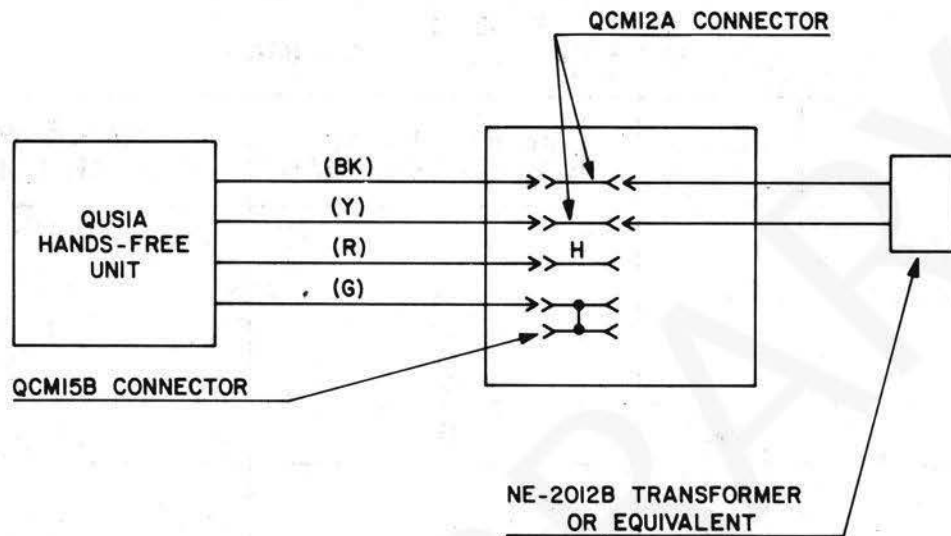 QCM12A CONNECTOR
(BK)
(Y)
(R)
(G)
QUSIA
HANDS-FREE
UNIT
H
QCM15B CONNECTOR
NE-2012B TRANSFORMER
OR EQUIVALENT